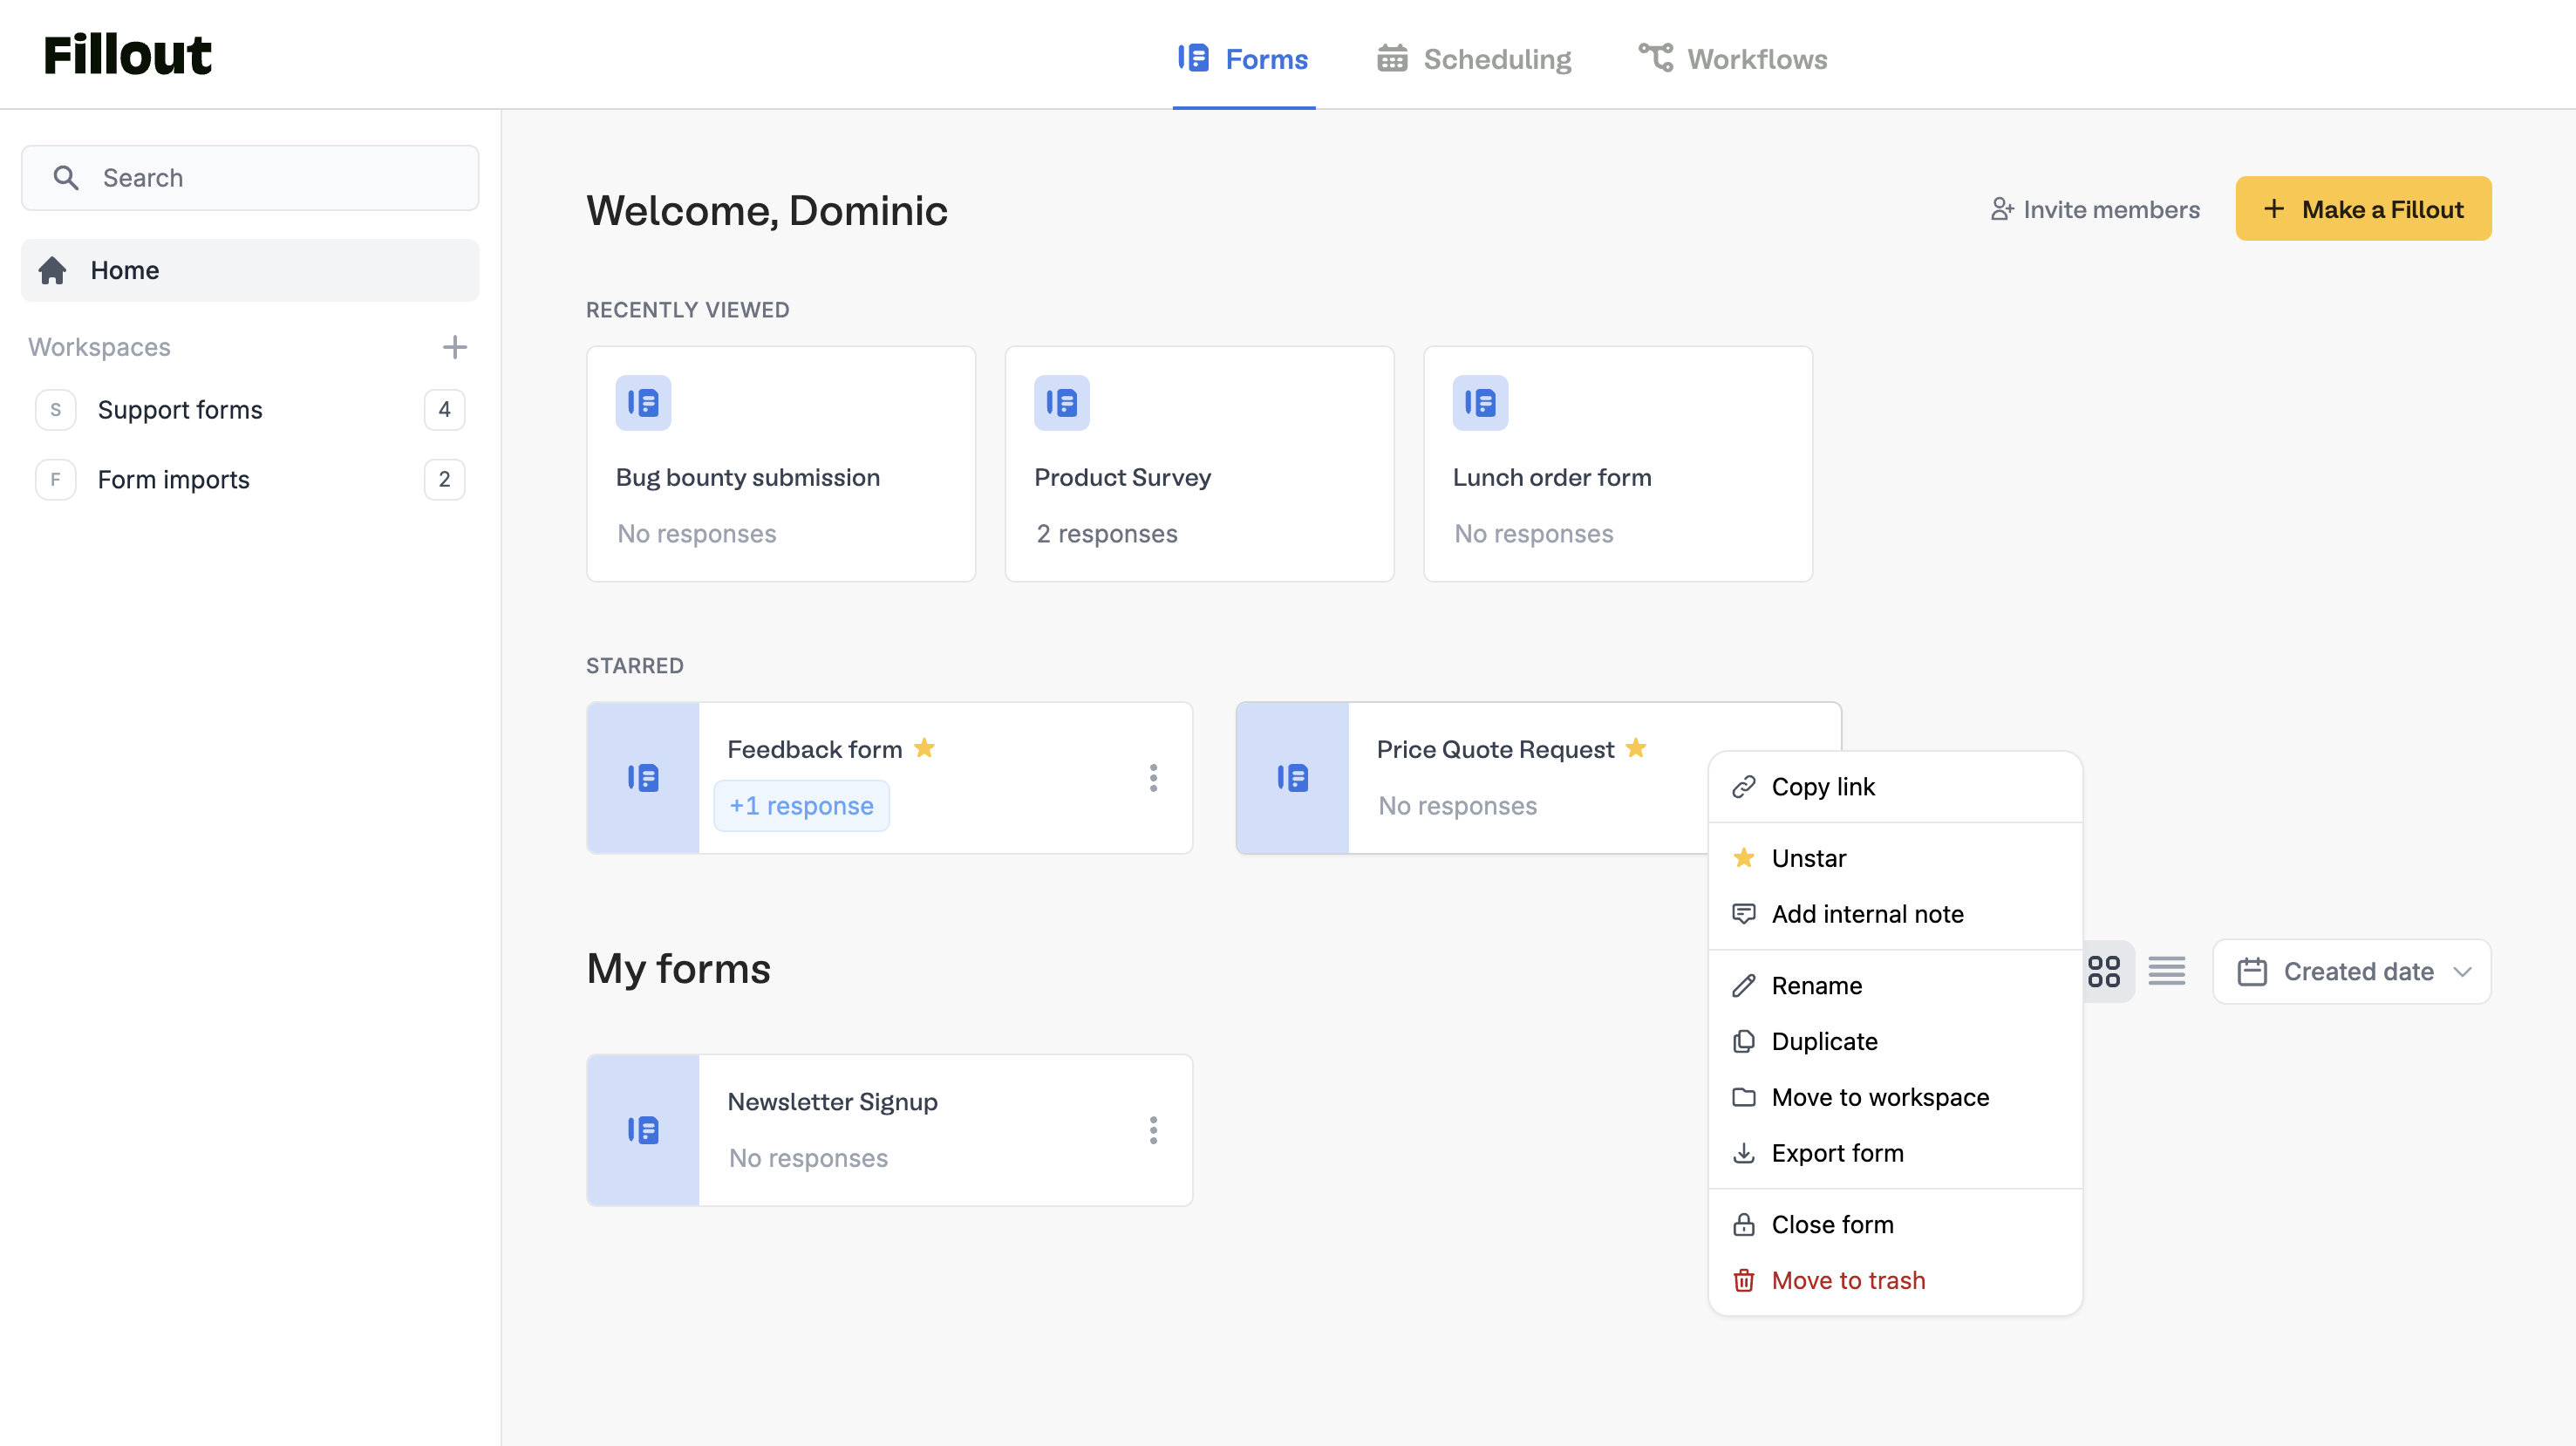 Fillout
Forms
Scheduling
Workflows
Search
Home
Workspaces
S Support forms 4
F Form imports 2
Welcome, Dominic
Invite members
Make a Fillout
RECENTLY VIEWED
Bug bounty submission
No responses
Product Survey
2 responses
Lunch order form
No responses
STARRED
Feedback form
+1 response
Price Quote Request
No responses
Copy link
Unstar
Add internal note
Rename
Duplicate
Move to workspace
Export form
Close form
Move to trash
My forms
Created date
Newsletter Signup
No responses